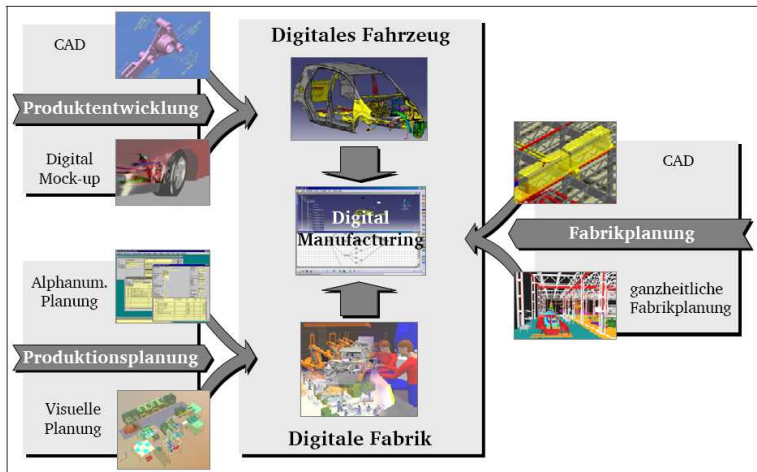 CAD
Produktentwicklung
Digital
Mock-up
Alphanum.
Planung
Produktionsplanung
Visuelle
Planung
Digitales Fahrzeug
Digital
Manufacturing
Digitale Fabrik
CAD
Fabrikplanung
ganzheitliche
Fabrikplanung